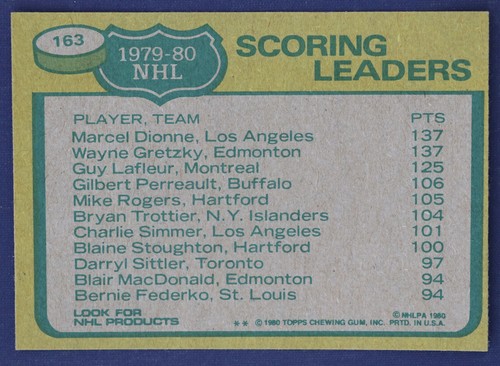 163
1979-80
NHL
SCORING
LEADERS
PLAYER, TEAM PTS
Marcel Dionne, Los Angeles 137
Wayne Gretzky, Edmonton 137
Guy Lafleur, Montreal 125
Gilbert Perreault, Buffalo 106
Mike Rogers, Hartford 105
Bryan Trottier, N.Y. Islanders 104
Charlie Simmer, Los Angeles 101
Blaine Stoughton, Hartford 100
Darryl Sittler, Toronto 97
Blair MacDonald, Edmonton 94
Bernie Federko, St. Louis 94
LOOK FOR
NHL PRODUCTS
©NHLPA 1980
** ©1980 TOPPS CHEWING GUM, INC. PRTD. IN U.S.A.